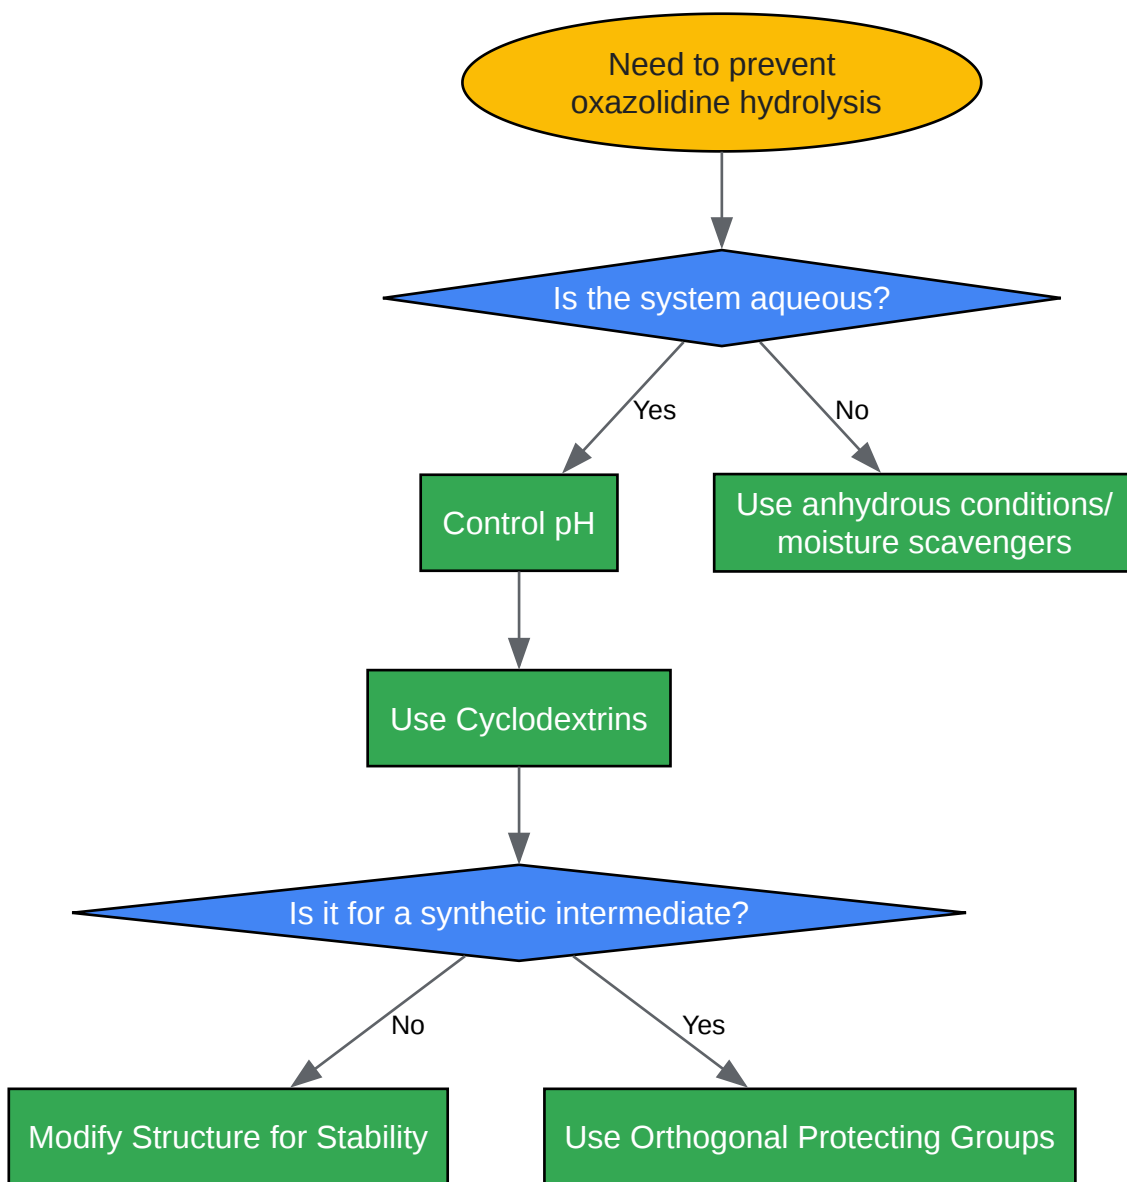 Need to prevent
oxazolidine hydrolysis
Is the system aqueous?
Yes
No
Control pH
Use anhydrous conditions/
moisture scavengers
Use Cyclodextrins
Is it for a synthetic intermediate?
No
Yes
Modify Structure for Stability
Use Orthogonal Protecting Groups